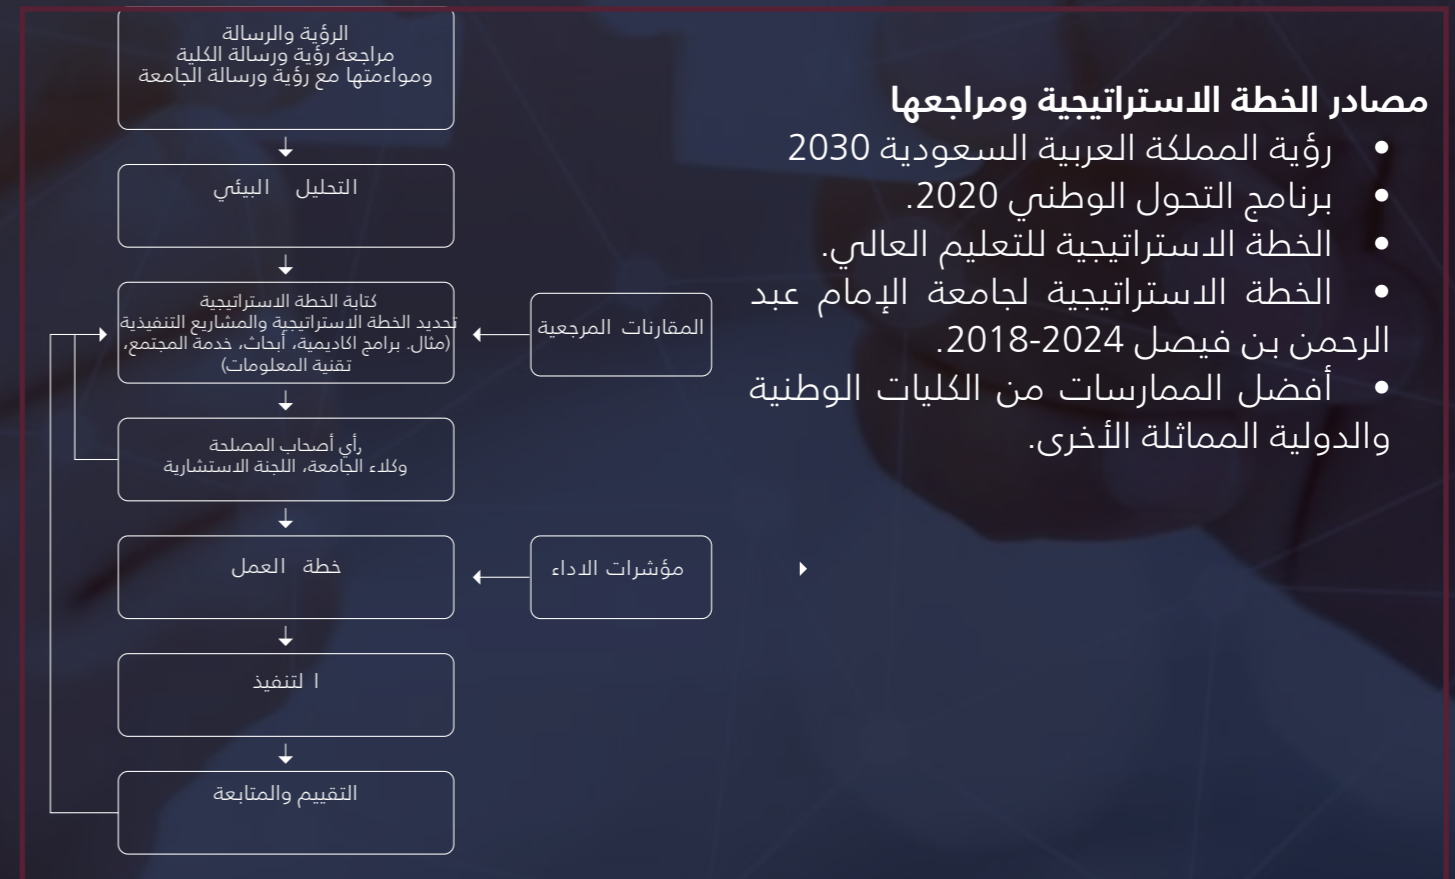 مصادر الخطة الاستراتيجية ومراجعها
• رؤية المملكة العربية السعودية 2030
• برنامج التحول الوطني 2020.
• الخطة الاستراتيجية للتعليم العالي.
• الخطة الاستراتيجية لجامعة الإمام عبد
الرحمن بن فيصل 2024-2018.
• أفضل الممارسات من الكليات الوطنية
والدولية المماثلة الأخرى.
الرؤية والرسالة
مراجعة رؤية ورسالة الكلية
ومواءمتها مع رؤية ورسالة الجامعة
التحليل البيئي
كتابة الخطة الاستراتيجية
تحديد الخطة الاستراتيجية والمشاريع التنفيذية
(مثال. برامج اكاديمية، أبحاث، خدمة المجتمع،
تقنية المعلومات)
المقارنات المرجعية
رأي أصحاب المصلحة
وكلاء الجامعة، اللجنة الاستشارية
خطة العمل
مؤشرات الاداء
ا لتنفيذ
التقييم والمتابعة